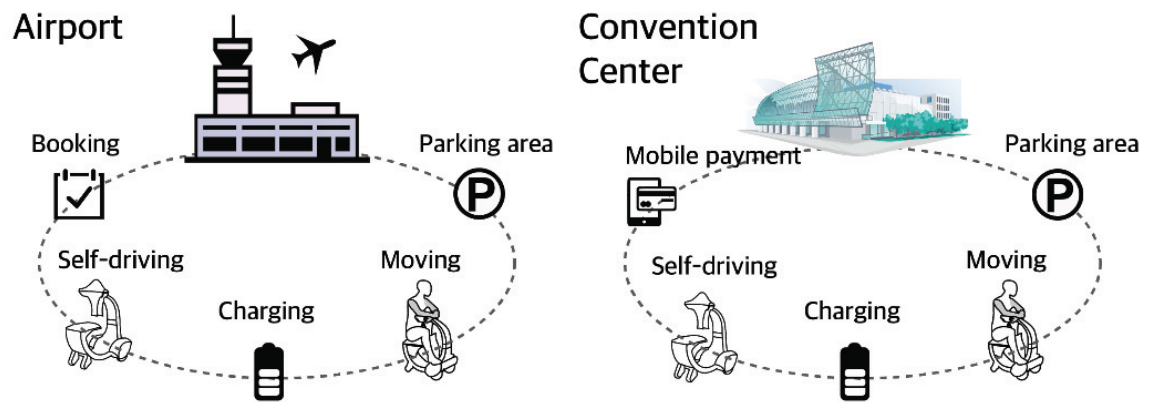 Airport
Booking
Parking area
P
Self-driving
Moving
Charging
Convention
Center
Mobile payment
Parking area
P
Self-driving
Moving
Charging